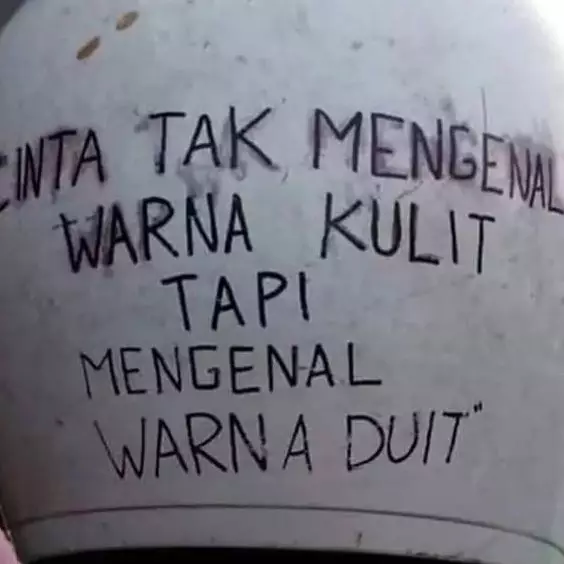 CINTA TAK MENGENAL
WARNA KULIT
TAPI
MENGENAL
WARNA DUIT"